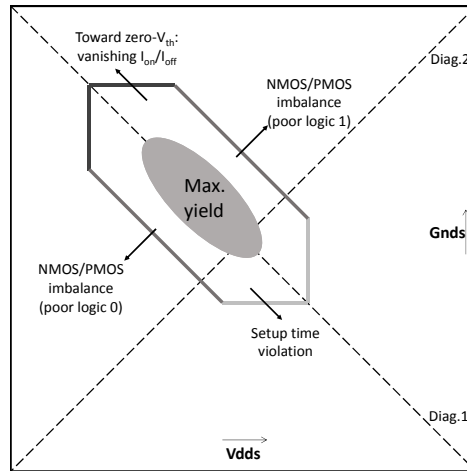 Toward zero-Vth:
vanishing Ion/Ioff
Diag.2
NMOS/PMOS
imbalance
(poor logic 1)
Max.
yield
Gnds
NMOS/PMOS
imbalance
(poor logic 0)
Setup time
violation
Diag.1
Vdds